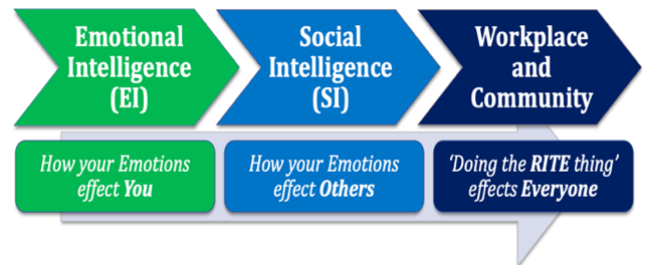 Emotional
Intelligence
(EI)
Social
Intelligence
(SI)
Workplace
and
Community
How your Emotions
effect You
How your Emotions
effect Others
‘Doing the RITE thing’
effects Everyone